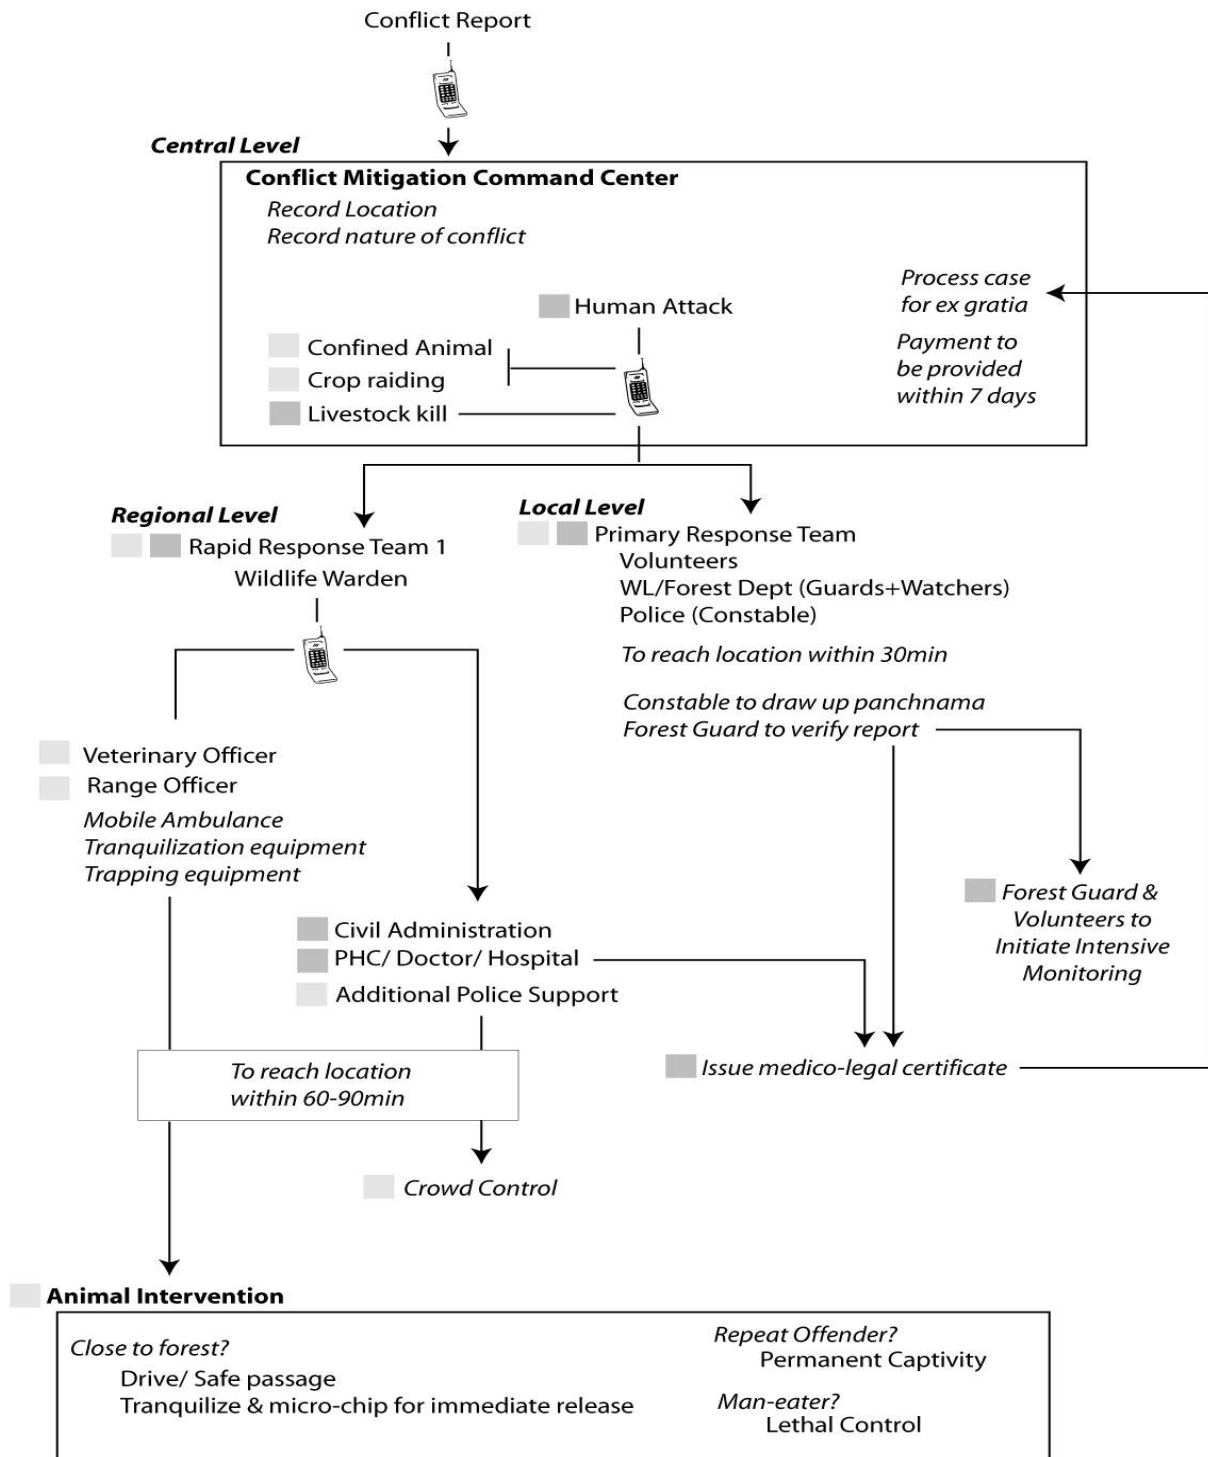 Conflict Report
Central Level
Conflict Mitigation Command Center
Record Location
Record nature of conflict
Process case
for ex gratia
Payment to
be provided
within 7 days
Human Attack
Confined Animal
Crop raiding
Livestock kill
Regional Level
Rapid Response Team 1
Wildlife Warden
Local Level
Primary Response Team
Volunteers
WL/Forest Dept (Guards+Watchers)
Police (Constable)
To reach location within 30min
Constable to draw up panchnama
Forest Guard to verify report
Veterinary Officer
Range Officer
Mobile Ambulance
Tranquilization equipment
Trapping equipment
Civil Administration
PHC/ Doctor/ Hospital
Additional Police Support
Forest Guard &
Volunteers to
Initiate Intensive
Monitoring
To reach location
within 60-90min
Issue medico-legal certificate
Crowd Control
Animal Intervention
Close to forest?
Drive/ Safe passage
Tranquilize & micro-chip for immediate release
Repeat Offender?
Permanent Captivity
Man-eater?
Lethal Control